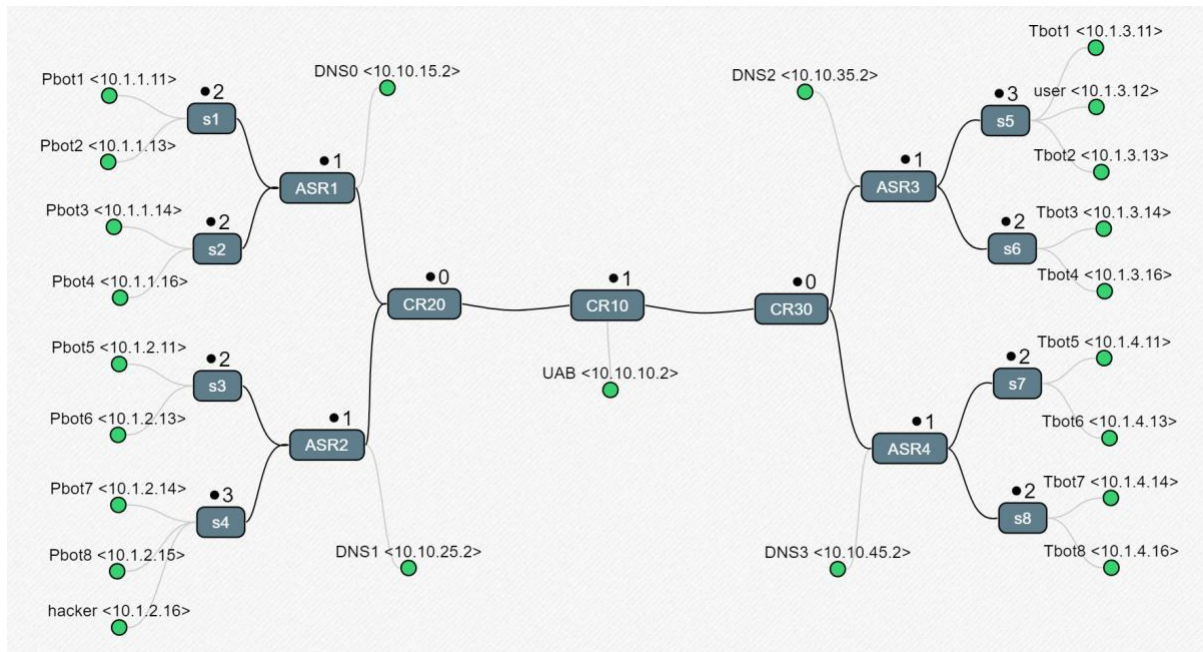 Pbot1 <10.1.1.11>
●2
s1
Pbot2 <10.1.1.13>
Pbot3 <10.1.1.14>
●2
s2
Pbot4 <10.1.1.16>
DNS0 <10.10.15.2>
●1
ASR1
Pbot5 <10.1.2.11>
●2
s3
Pbot6 <10.1.2.13>
Pbot7 <10.1.2.14>
●3
s4
Pbot8 <10.1.2.15>
hacker <10.1.2.16>
●1
ASR2
DNS1 <10.10.25.2>
●0
CR20
●1
CR10
UAB <10.10.10.2>
●0
CR30
DNS2 <10.10.35.2>
●1
ASR3
Tbot1 <10.1.3.11>
●3
s5
user <10.1.3.12>
Tbot2 <10.1.3.13>
●2
s6
Tbot3 <10.1.3.14>
Tbot4 <10.1.3.16>
●1
ASR4
DNS3 <10.10.45.2>
Tbot5 <10.1.4.11>
●2
s7
Tbot6 <10.1.4.13>
Tbot7 <10.1.4.14>
●2
s8
Tbot8 <10.1.4.16>